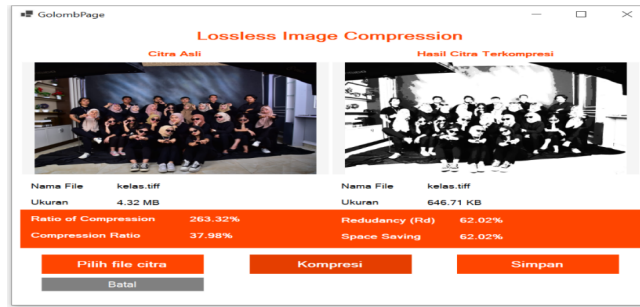 GolombPage
Lossless Image Compression
Citra Asli
Hasil Citra Terkompresi
Nama File kelas.tiff
Nama File kelas.tiff
Ukuran 4.32 MB
Ukuran 646.71 KB
Ratio of Compression 263.32%
Redudancy (Rd) 62.02%
Compression Ratio 37.98%
Space Saving 62.02%
Pilih file citra
Kompresi
Simpan
Batal